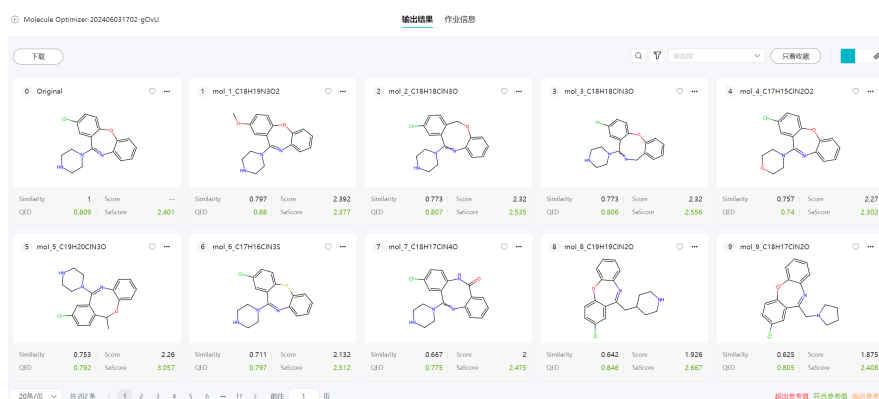 Molecule Optimizer-202406031702-gOvU 输出结果 作业信息
下载 请选择 只看收藏
0 Original
1 mol_1_C18H19N3O2
2 mol_2_C18H18ClN3O
3 mol_3_C18H18ClN3O
4 mol_4_C17H15ClN2O2
Similarity 1 Score --
QED 0.809 SaScore 2.401
Similarity 0.797 Score 2.392
QED 0.88 SaScore 2.377
Similarity 0.773 Score 2.32
QED 0.807 SaScore 2.535
Similarity 0.773 Score 2.32
QED 0.806 SaScore 2.556
Similarity 0.757 Score 2.27
QED 0.74 SaScore 2.302
5 mol_5_C19H20ClN3O
6 mol_6_C17H16ClN3S
7 mol_7_C18H17ClN4O
8 mol_8_C19H19ClN2O
9 mol_9_C18H17ClN2O
Similarity 0.753 Score 2.26
QED 0.792 SaScore 3.057
Similarity 0.711 Score 2.132
QED 0.797 SaScore 2.512
Similarity 0.667 Score 2
QED 0.775 SaScore 2.475
Similarity 0.642 Score 1.926
QED 0.846 SaScore 2.667
Similarity 0.625 Score 1.875
QED 0.805 SaScore 2.408
20条/页 共 202 条 < 1 2 3 4 5 6 ··· 11 > 前往 1 页 超出参考值 符合参考值 临近参考